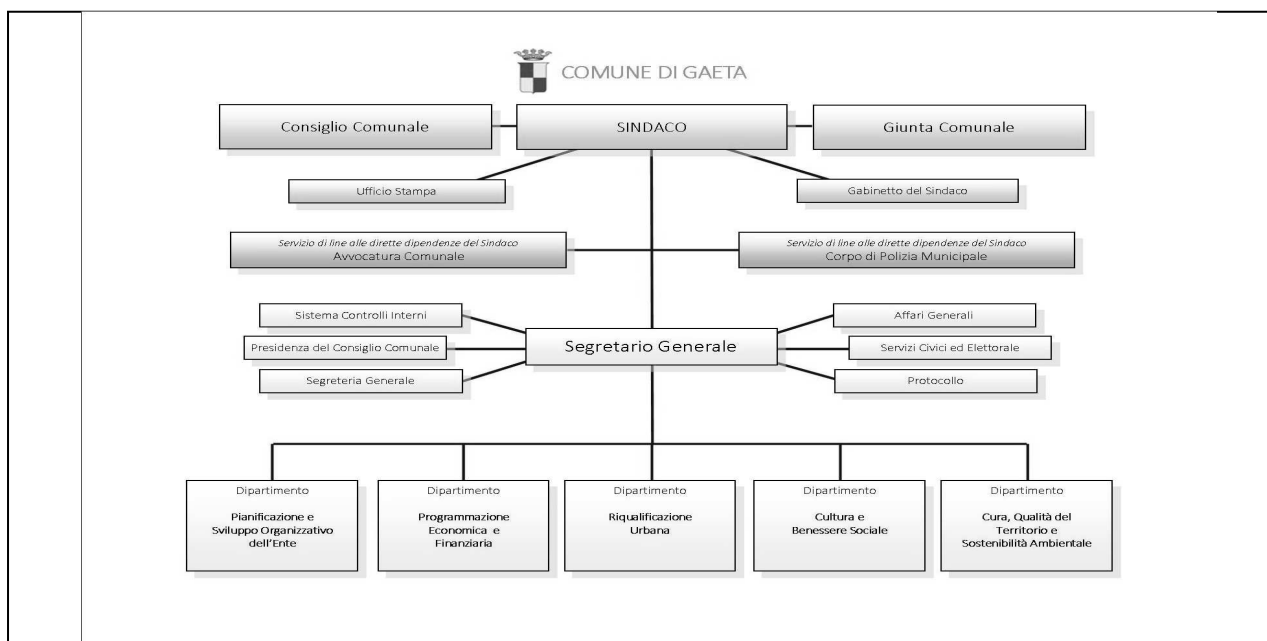 COMUNE DI GAETA
Consiglio Comunale
SINDACO
Giunta Comunale
Ufficio Stampa
Gabinetto del Sindaco
Servizio di line alle dirette dipendenze del Sindaco
Avvocatura Comunale
Servizio di line alle dirette dipendenze del Sindaco
Corpo di Polizia Municipale
Sistema Controlli Interni
Affari Generali
Presidenza del Consiglio Comunale
Segretario Generale
Servizi Civici ed Elettorale
Segreteria Generale
Protocollo
Dipartimento
Pianificazione e
Sviluppo Organizzativo
dell'Ente
Dipartimento
Programmazione
Economica e
Finanziaria
Dipartimento
Riqualificazione
Urbana
Dipartimento
Cultura e
Benessere Sociale
Dipartimento
Cura, Qualità del
Territorio e
Sostenibilità Ambientale